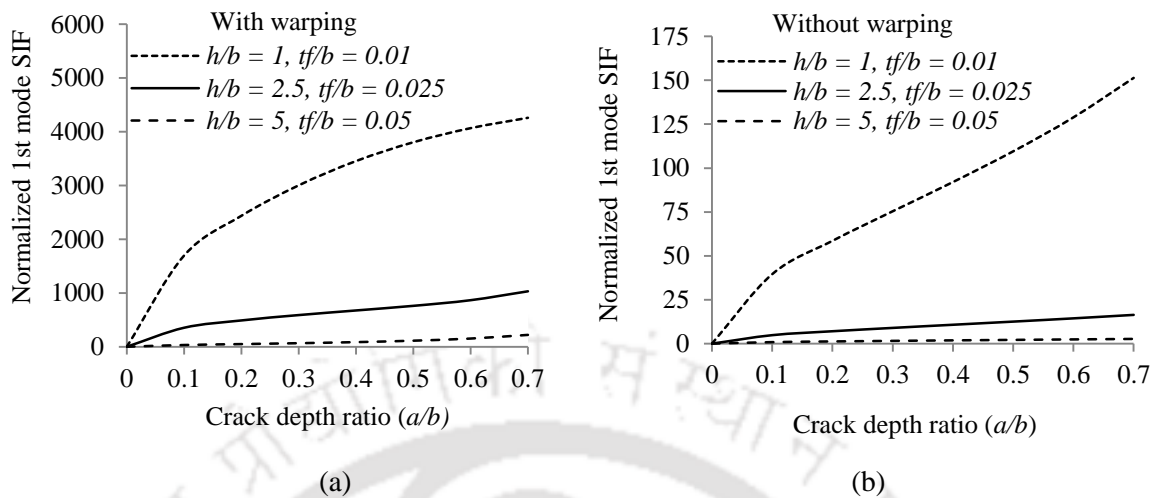 With warping
Normalized 1st mode SIF
6000
5000
4000
3000
2000
1000
0
h/b = 1, tf/b = 0.01
h/b = 2.5, tf/b = 0.025
h/b = 5, tf/b = 0.05
0 0.1 0.2 0.3 0.4 0.5 0.6 0.7
Crack depth ratio (a/b)
(a)
Without warping
Normalized 1st mode SIF
175
150
125
100
75
50
25
0
h/b = 1, tf/b = 0.01
h/b = 2.5, tf/b = 0.025
h/b = 5, tf/b = 0.05
0 0.1 0.2 0.3 0.4 0.5 0.6 0.7
Crack depth ratio (a/b)
(b)